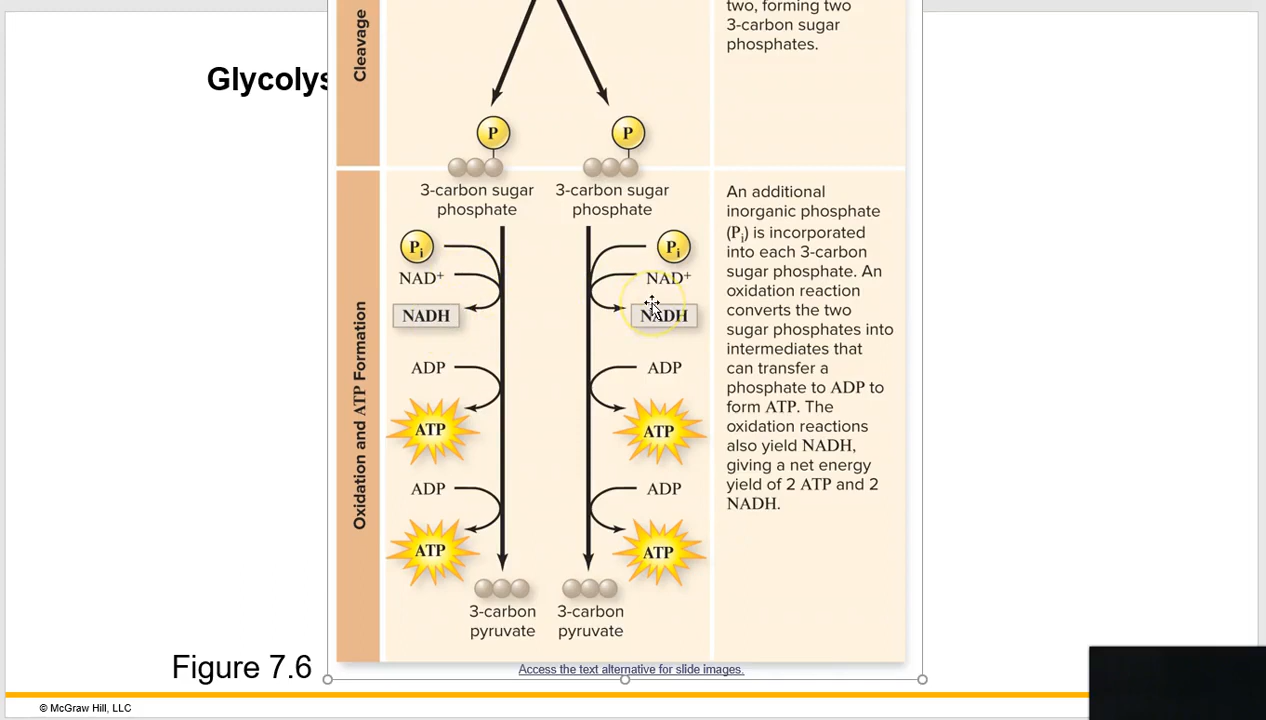 Glycolys
Cleavage
two, forming two
3-carbon sugar
phosphates.
P
P
3-carbon sugar
phosphate
3-carbon sugar
phosphate
Oxidation and ATP Formation
Pi
NAD+
NADH
ADP
ATP
ADP
ATP
Pi
NAD+
NADH
ADP
ATP
ADP
ATP
3-carbon
pyruvate
3-carbon
pyruvate
An additional
inorganic phosphate
(Pi) is incorporated
into each 3-carbon
sugar phosphate. An
oxidation reaction
converts the two
sugar phosphates into
intermediates that
can transfer a
phosphate to ADP to
form ATP. The
oxidation reactions
also yield NADH,
giving a net energy
yield of 2 ATP and 2
NADH.
Figure 7.6
Access the text alternative for slide images.
© McGraw Hill, LLC